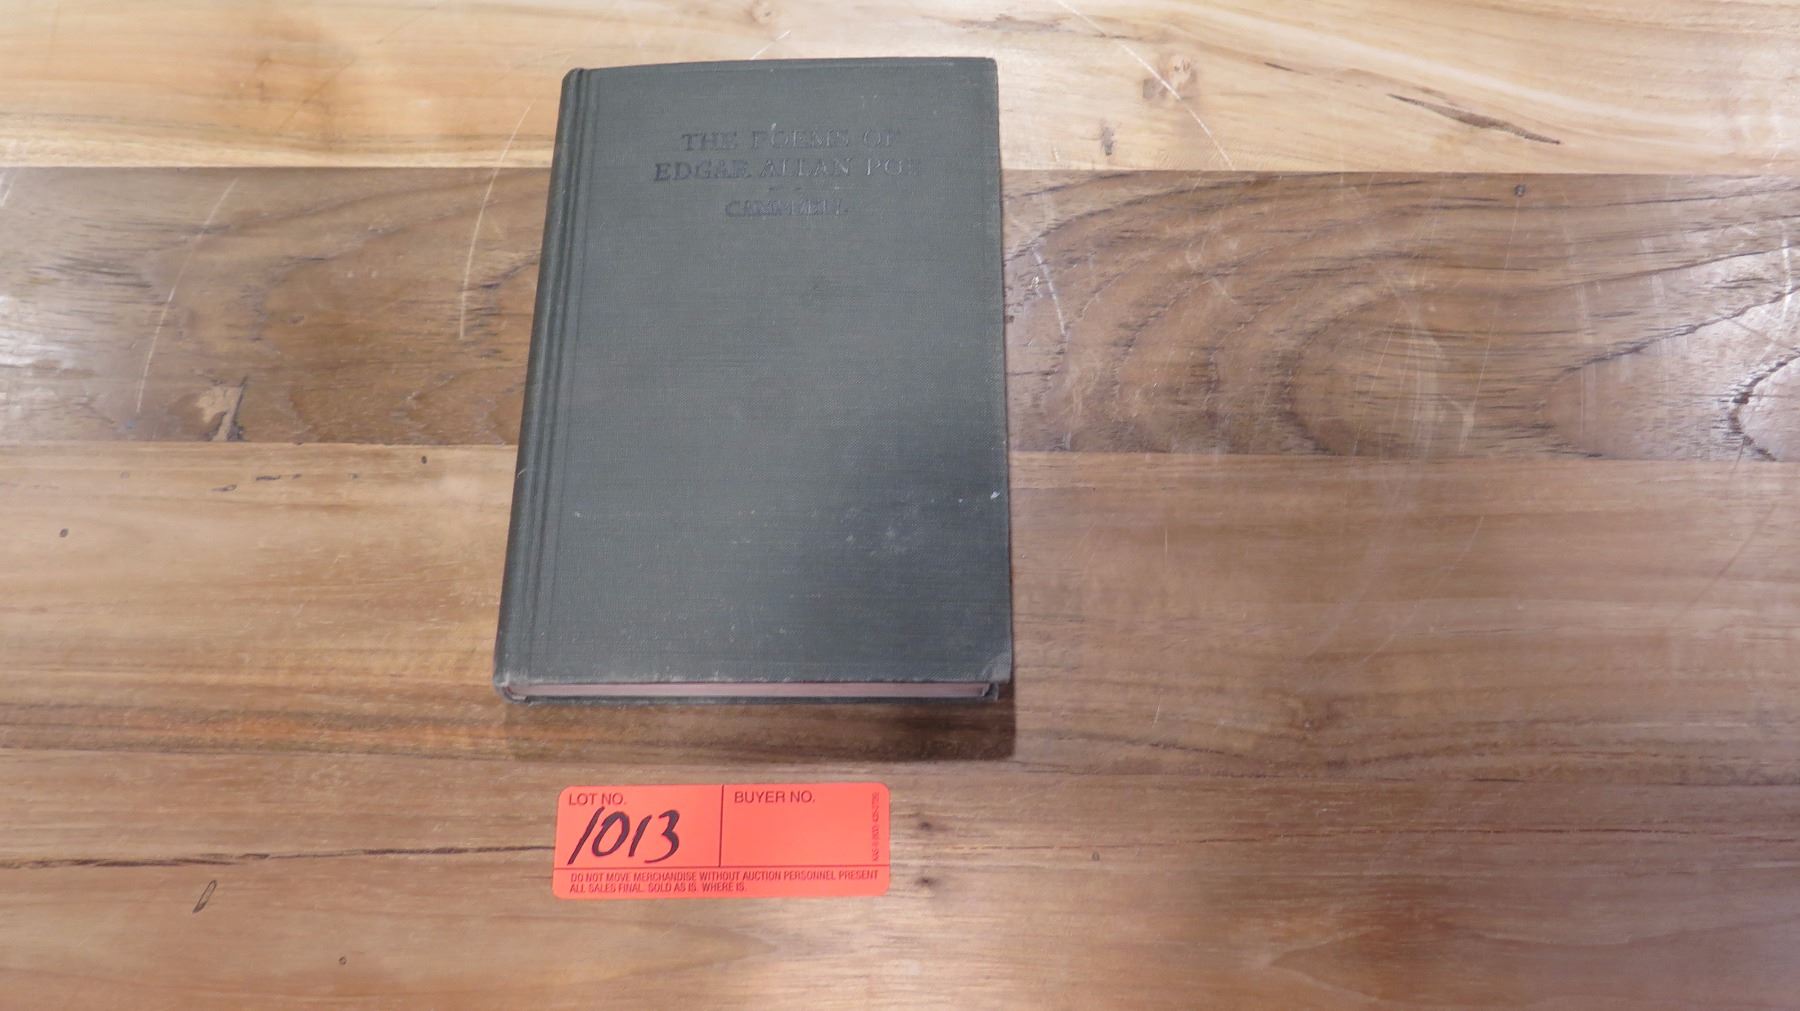 THE POEMS OF
EDGAR ALLAN POE
CAMPBELL
LOT NO.
1013
BUYER NO.
DO NOT MOVE MERCHANDISE WITHOUT AUCTION PERSONNEL PRESENT
ALL SALES FINAL. SOLD AS IS. WHERE IS.